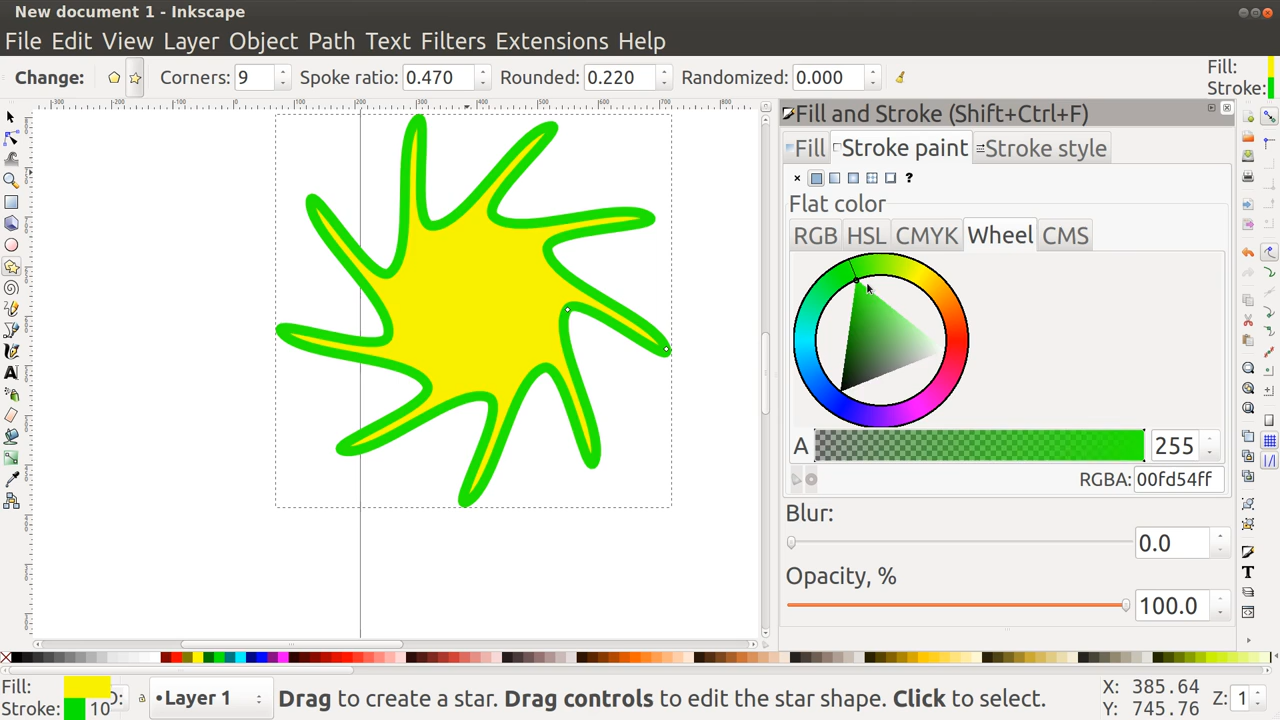 New document 1 - Inkscape
File Edit View Layer Object Path Text Filters Extensions Help
Change: Corners: 9 Spoke ratio: 0.470 Rounded: 0.220 Randomized: 0.000
Fill:
Stroke:
Fill and Stroke (Shift+Ctrl+F)
Fill Stroke paint Stroke style
Flat color
RGB HSL CMYK Wheel CMS
A 255
RGBA: 00fd54ff
Blur:
0.0
Opacity, %
100.0
Fill:
Stroke: 10
O:
•Layer 1
Drag to create a star. Drag controls to edit the star shape. Click to select.
X: 385.64
Y: 745.76
Z: 1